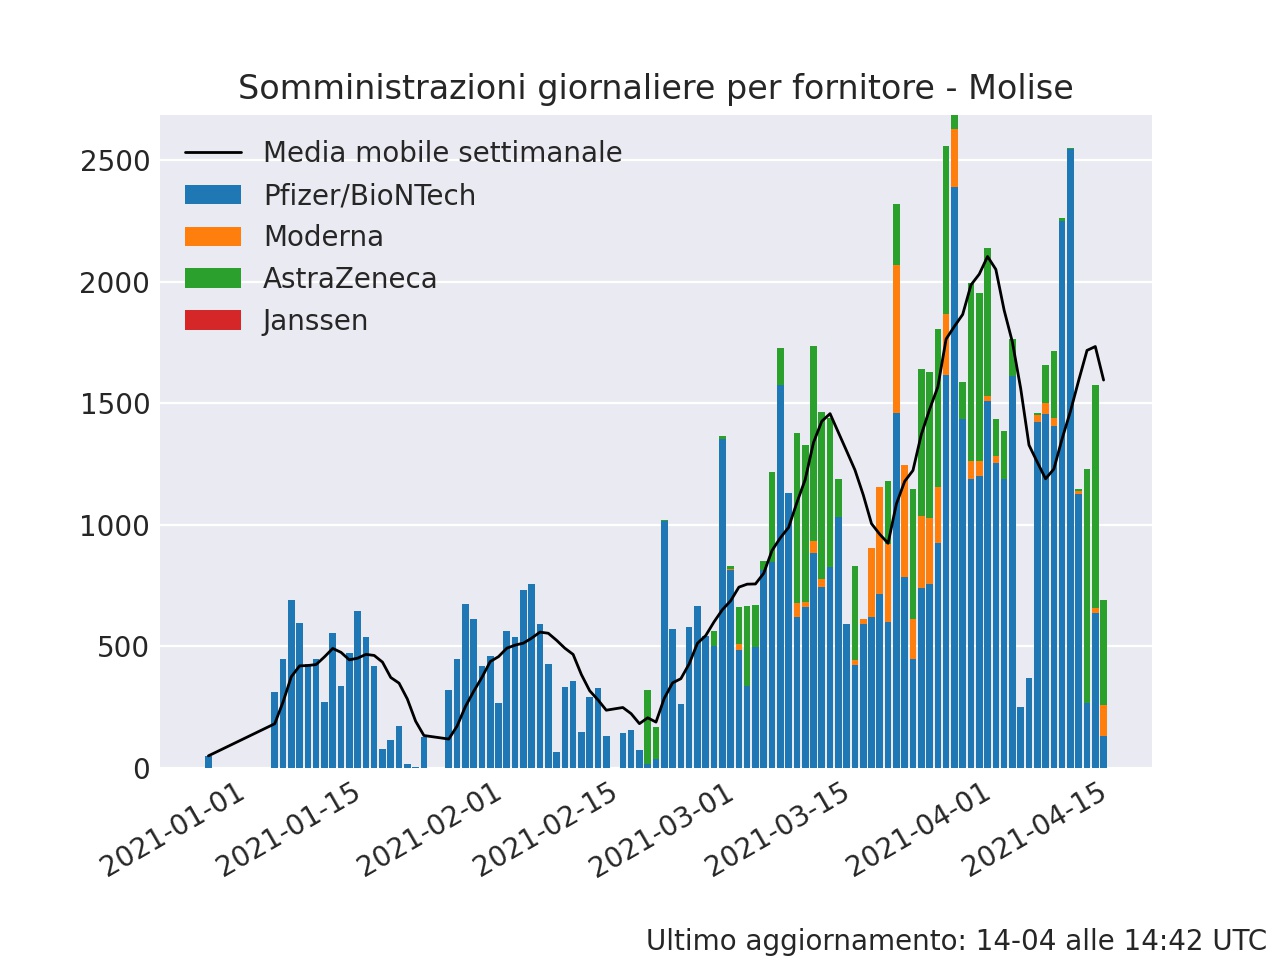 Somministrazioni giornaliere per fornitore - Molise
Media mobile settimanale
Pfizer/BioNTech
Moderna
AstraZeneca
Janssen
2500
2000
1500
1000
500
0
2021-01-01
2021-01-15
2021-02-01
2021-02-15
2021-03-01
2021-03-15
2021-04-01
2021-04-15
Ultimo aggiornamento: 14-04 alle 14:42 UTC